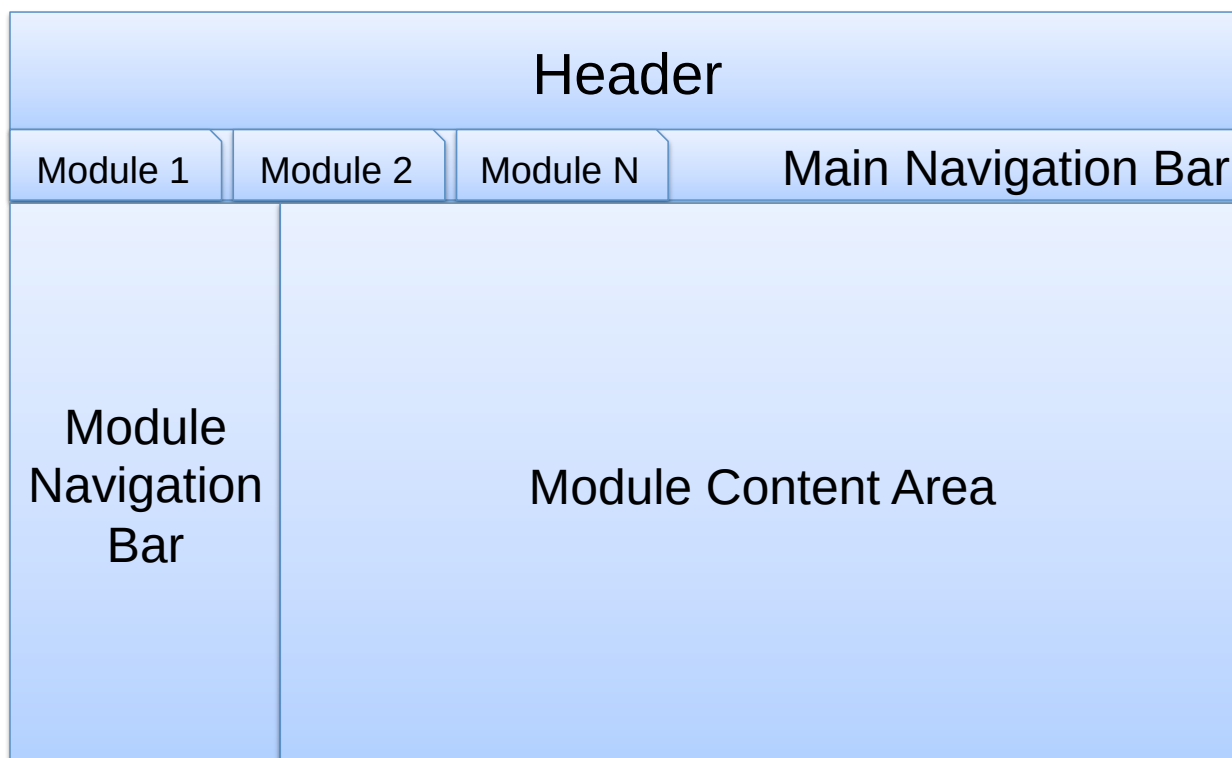 Header
Module 1
Module 2
Module N
Main Navigation Bar
Module
Navigation
Bar
Module Content Area